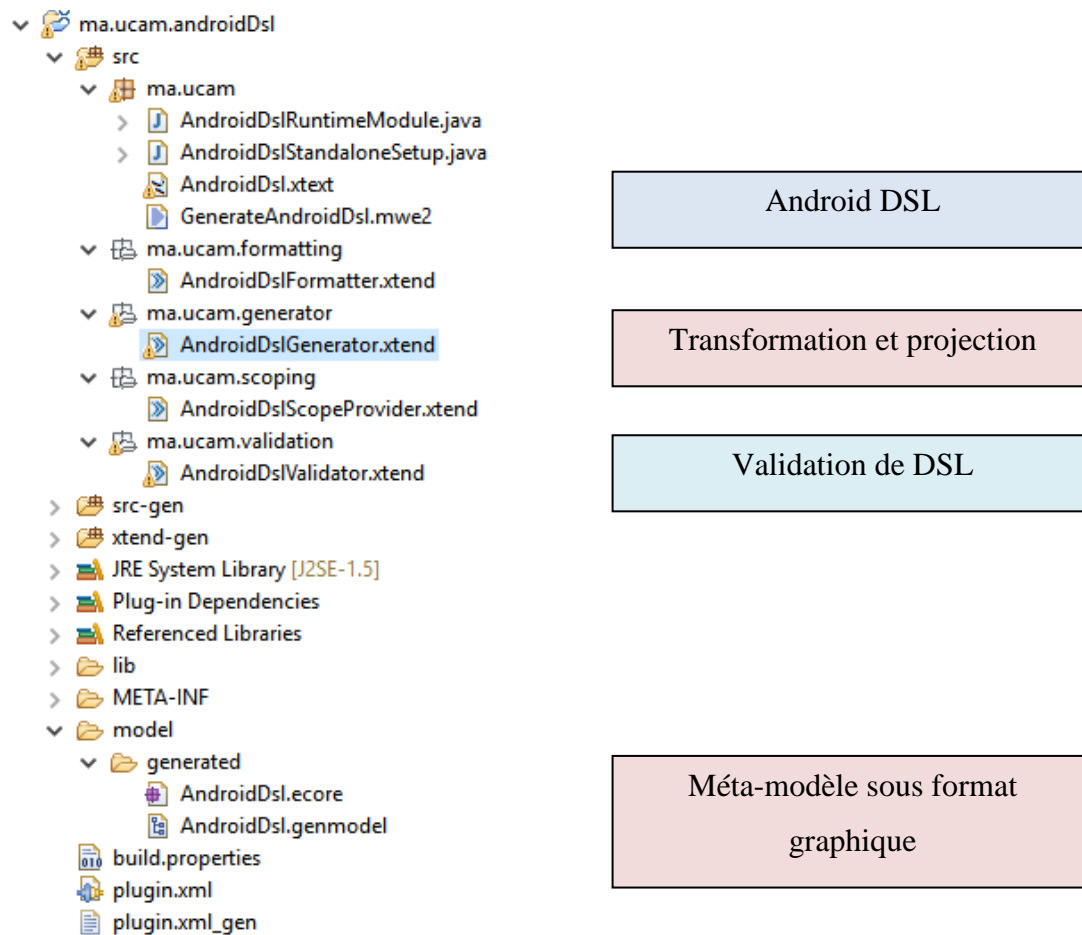 ma.ucam.androidDsl
src
ma.ucam
AndroidDslRuntimeModule.java
AndroidDslStandaloneSetup.java
AndroidDsl.xtext
GenerateAndroidDsl.mwe2
Android DSL
ma.ucam.formatting
AndroidDslFormatter.xtend
ma.ucam.generator
AndroidDslGenerator.xtend
Transformation et projection
ma.ucam.scoping
AndroidDslScopeProvider.xtend
ma.ucam.validation
AndroidDslValidator.xtend
Validation de DSL
src-gen
xtend-gen
JRE System Library [J2SE-1.5]
Plug-in Dependencies
Referenced Libraries
lib
META-INF
model
generated
AndroidDsl.ecore
AndroidDsl.genmodel
Méta-modèle sous format
graphique
build.properties
plugin.xml
plugin.xml_gen